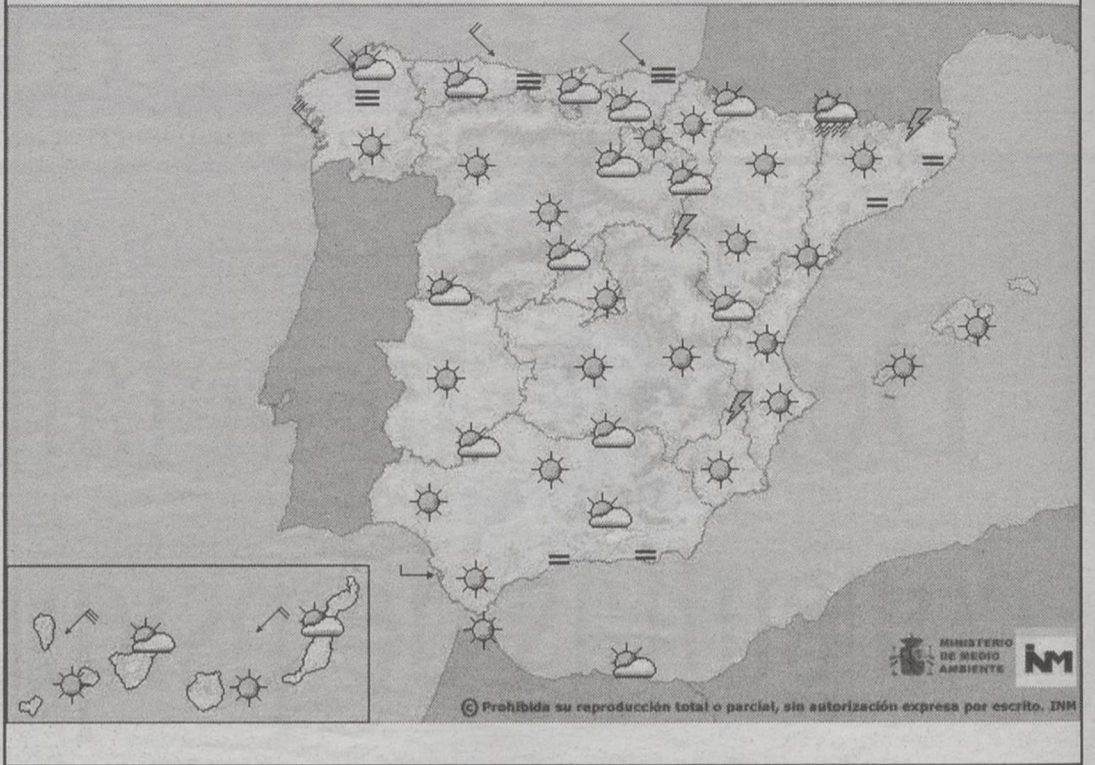 MINISTERIO
DE MEDIO
AMBIENTE
INM
© Prohibida su reproducción total o parcial, sin autorización expresa por escrito. INM